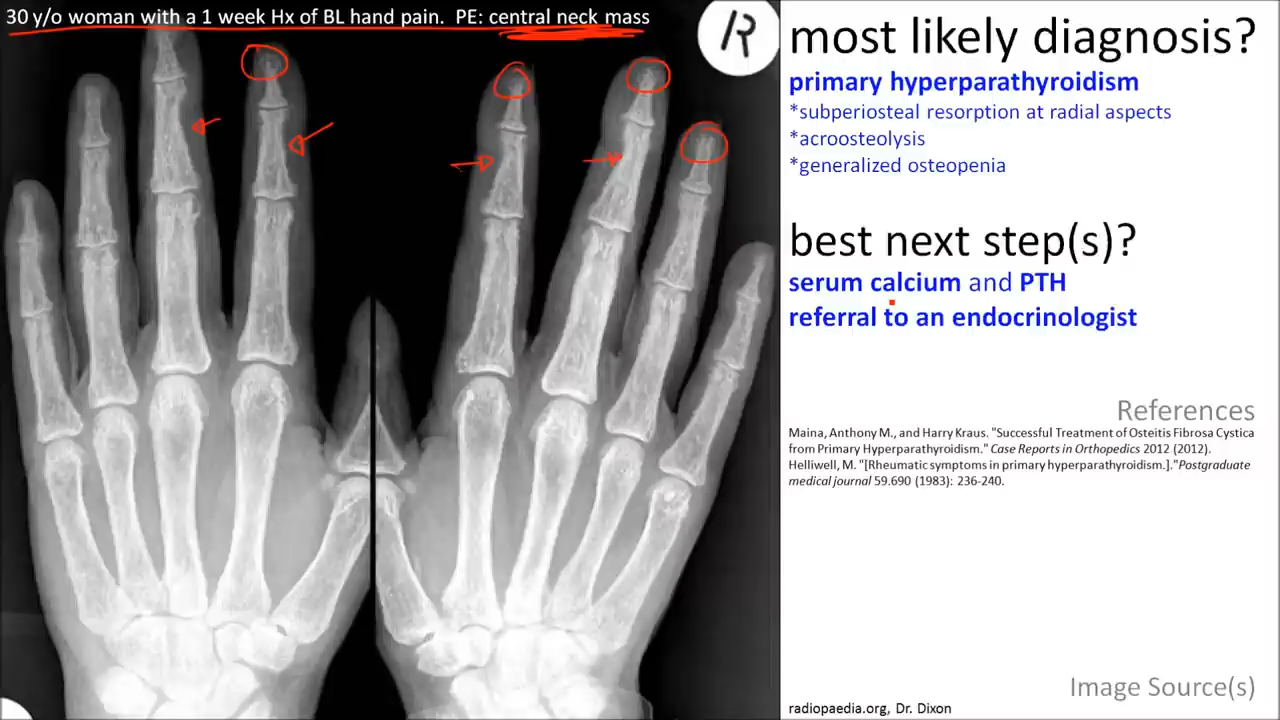 30 y/o woman with a 1 week Hx of BL hand pain.  PE: central neck mass
R
most likely diagnosis?
primary hyperparathyroidism
*subperiosteal resorption at radial aspects
*acroosteolysis
*generalized osteopenia
best next step(s)?
serum calcium and PTH
referral to an endocrinologist
References
Maina, Anthony M., and Harry Kraus. "Successful Treatment of Osteitis Fibrosa Cystica
from Primary Hyperparathyroidism." Case Reports in Orthopedics 2012 (2012).
Helliwell, M. "[Rheumatic symptoms in primary hyperparathyroidism.]."Postgraduate
medical journal 59.690 (1983): 236-240.
Image Source(s)
radiopaedia.org, Dr. Dixon